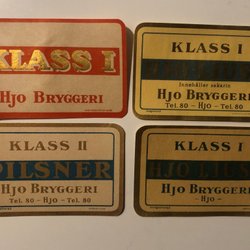 KLASS I
HJO BRYGGERI
KLASS I
Innehåller sakarin
HJO BRYGGERI
Tel. 80 - HJO - Tel. 80
KLASS II
PILSNER
HJO BRYGGERI
Tel. 80 - HJO - Tel. 80
KLASS I
HJO BRYGGERI
- HJO -